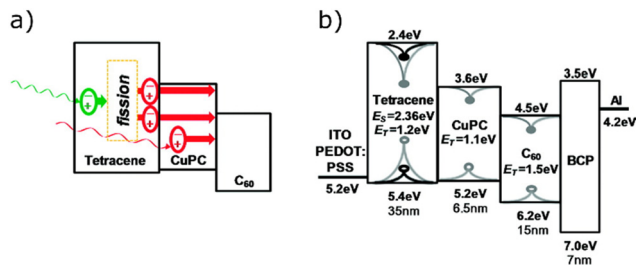 a)
fission
Tetracene
CuPC
C60
b)
2.4eV
Tetracene
ES=2.36eV
ET=1.2eV
5.4eV
35nm
ITO
PEDOT:
PSS
5.2eV
3.6eV
CuPC
ET=1.1eV
5.2eV
6.5nm
4.5eV
C60
ET=1.5eV
6.2eV
15nm
3.5eV
BCP
7.0eV
7nm
Al
4.2eV